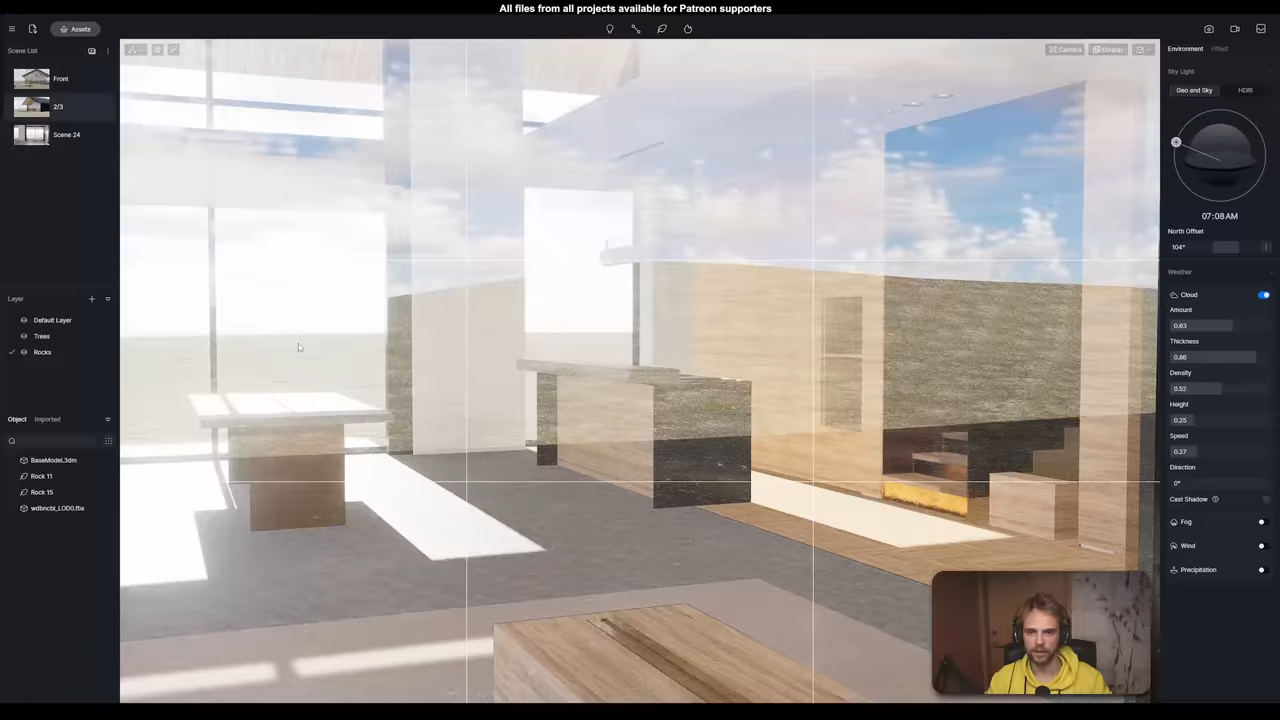 All files from all projects available for Patreon supporters
Assets
Scene List
Front
2/3
Scene 24
Layer
Default Layer
Trees
Rocks
Object Imported
BaseModel.3dm
Rock 11
Rock 15
wdbncbl_LOD0.fbx
Camera
Display
Environment Effect
Sky Light
Geo and Sky HDRI
07:08 AM
North Offset
104°
Weather
Cloud
Amount
0.63
Thickness
0.86
Density
0.52
Height
0.25
Speed
0.27
Direction
0°
Cast Shadow
Fog
Wind
Precipitation